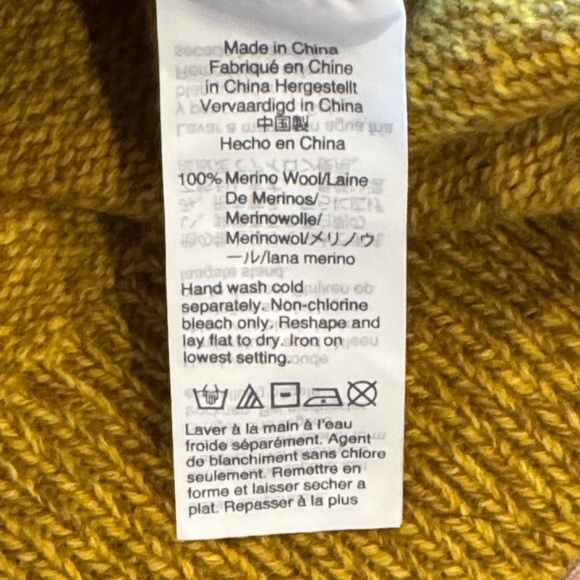 Made in China
Fabriqué en Chine
in China Hergestellt
Vervaardigd in China
中国製
Hecho en China
100% Merino Wool/Laine
De Merinos/
Merinowolle/
Merinowol/メリノウ
ール/lana merino
Hand wash cold
separately. Non-chlorine
bleach only. Reshape and
lay flat to dry. Iron on
lowest setting.
Laver à la main à l'eau
froide séparément. Agent
de blanchiment sans chlore
seulement. Remettre en
forme et laisser secher a
plat. Repasser à la plus